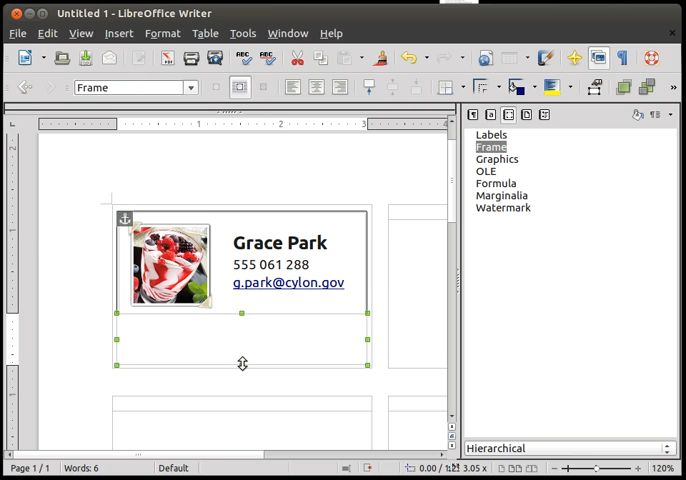 Untitled 1 - LibreOffice Writer
File Edit View Insert Format Table Tools Window Help
Frame
1 2 3
Labels
Frame
Graphics
OLE
Formula
Marginalia
Watermark
Grace Park
555 061 288
g.park@cylon.gov
Hierarchical
Page 1 / 1 Words: 6 Default 3.05 x 120%